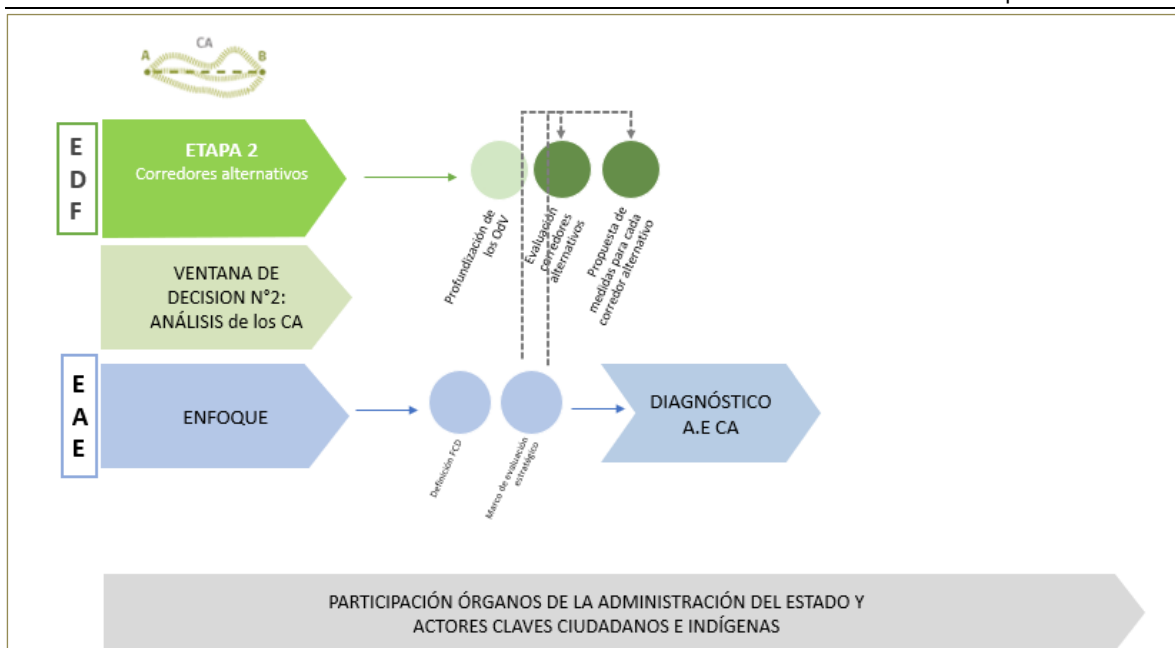 CA
A
B
E
D
F
ETAPA 2
Corredores alternativos
Profundización de
los OdV
Evaluación
corredores
alternativos
Propuesta de
medidas para cada
corredor alternativo
VENTANA DE
DECISION N°2:
ANÁLISIS de los CA
E
A
E
ENFOQUE
Definición FCD
Marco de evaluación
estratégico
DIAGNÓSTICO
A.E CA
PARTICIPACIÓN ÓRGANOS DE LA ADMINISTRACIÓN DEL ESTADO Y
ACTORES CLAVES CIUDADANOS E INDÍGENAS